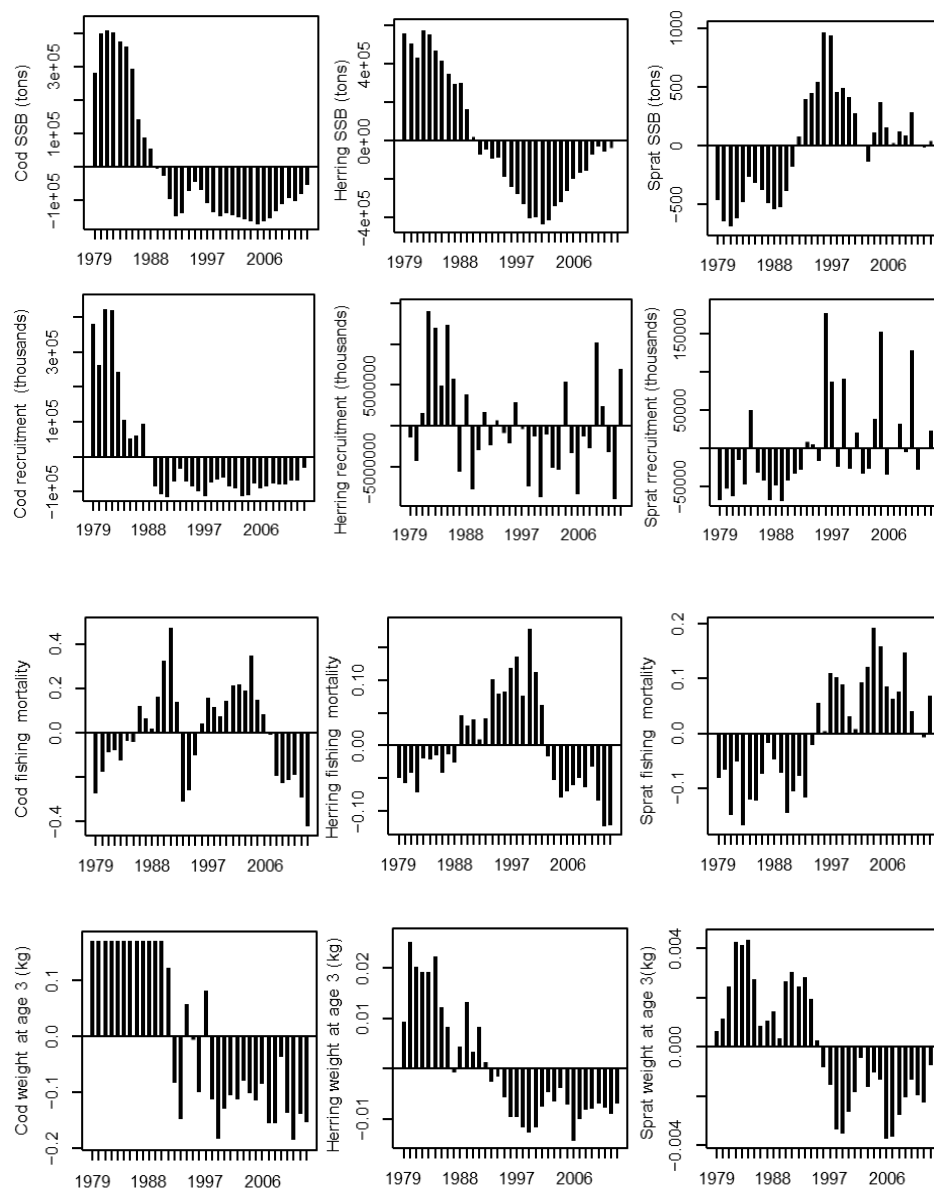 Cod SSB (tons)
3e+05
1e+05
−1e+05
1979 1988 1997 2006
Herring SSB (tons)
4e+05
0e+00
−4e+05
1979 1988 1997 2006
Sprat SSB (tons)
1000
500
0
−500
1979 1988 1997 2006
Cod recruitment (thousands)
3e+05
1e+05
−1e+05
1979 1988 1997 2006
Herring recruitment (thousands)
5000000
−5000000
1979 1988 1997 2006
Sprat rrecruitment (thousands)
150000
50000
−50000
1979 1988 1997 2006
Cod fishing mortality
0.4
0.2
0.0
−0.4
1979 1988 1997 2006
Herring fishing mortality
0.10
0.00
−0.10
1979 1988 1997 2006
Sprat fishing mortality
0.2
0.1
0.0
−0.1
1979 1988 1997 2006
Cod weight at age 3 (kg)
0.1
0.0
−0.1
−0.2
1979 1988 1997 2006
Herring weight at age 3 (kg)
0.02
0.01
−0.01
1979 1988 1997 2006
Sprat weight at age 3(kg)
0.004
0.000
−0.004
1979 1988 1997 2006